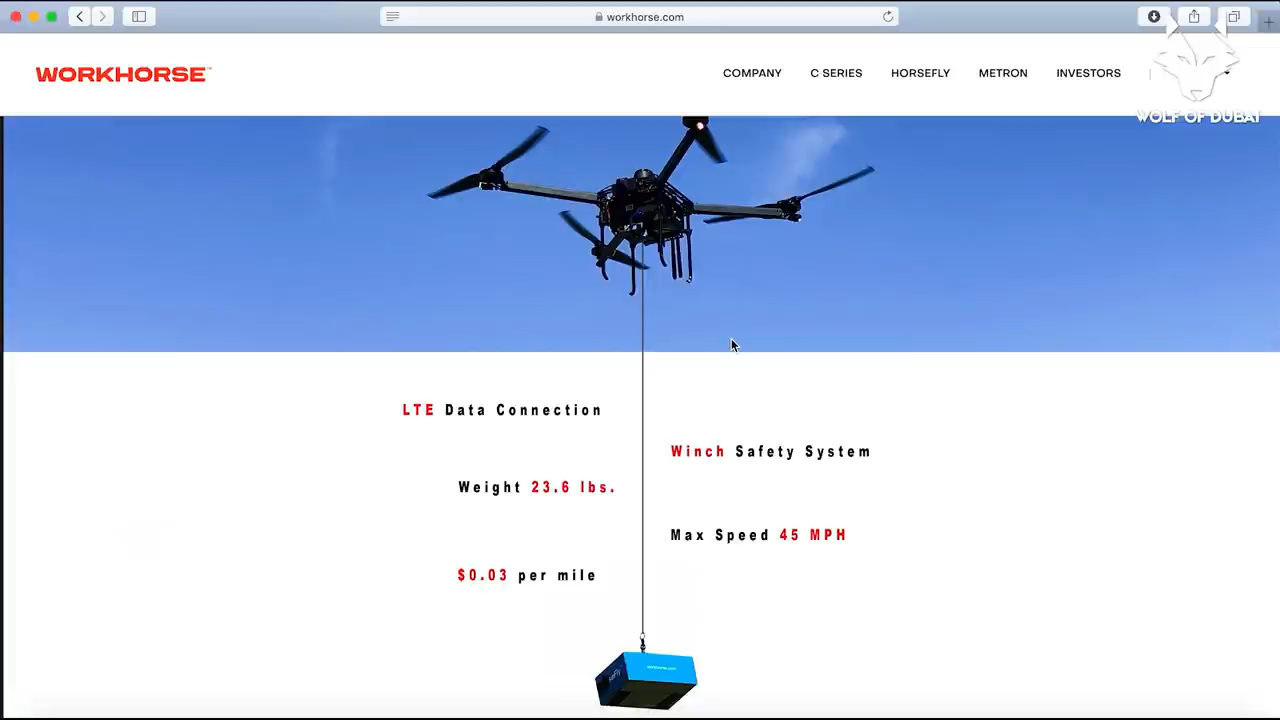 workhorse.com
WORKHORSE™
COMPANY
C SERIES
HORSEFLY
METRON
INVESTORS
WOLF OF DUBAI
LTE Data Connection
Winch Safety System
Weight 23.6 lbs.
Max Speed 45 MPH
$0.03 per mile